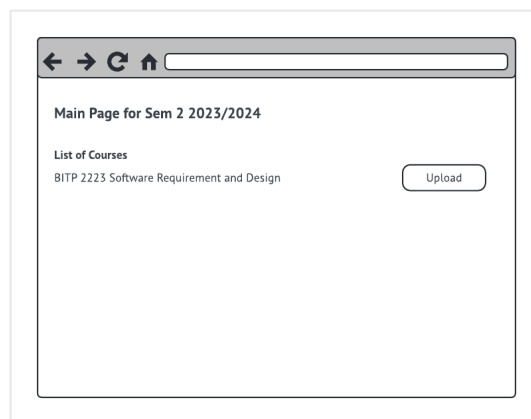 Main Page for Sem 2 2023/2024
List of Courses
BITP 2223 Software Requirement and Design
Upload